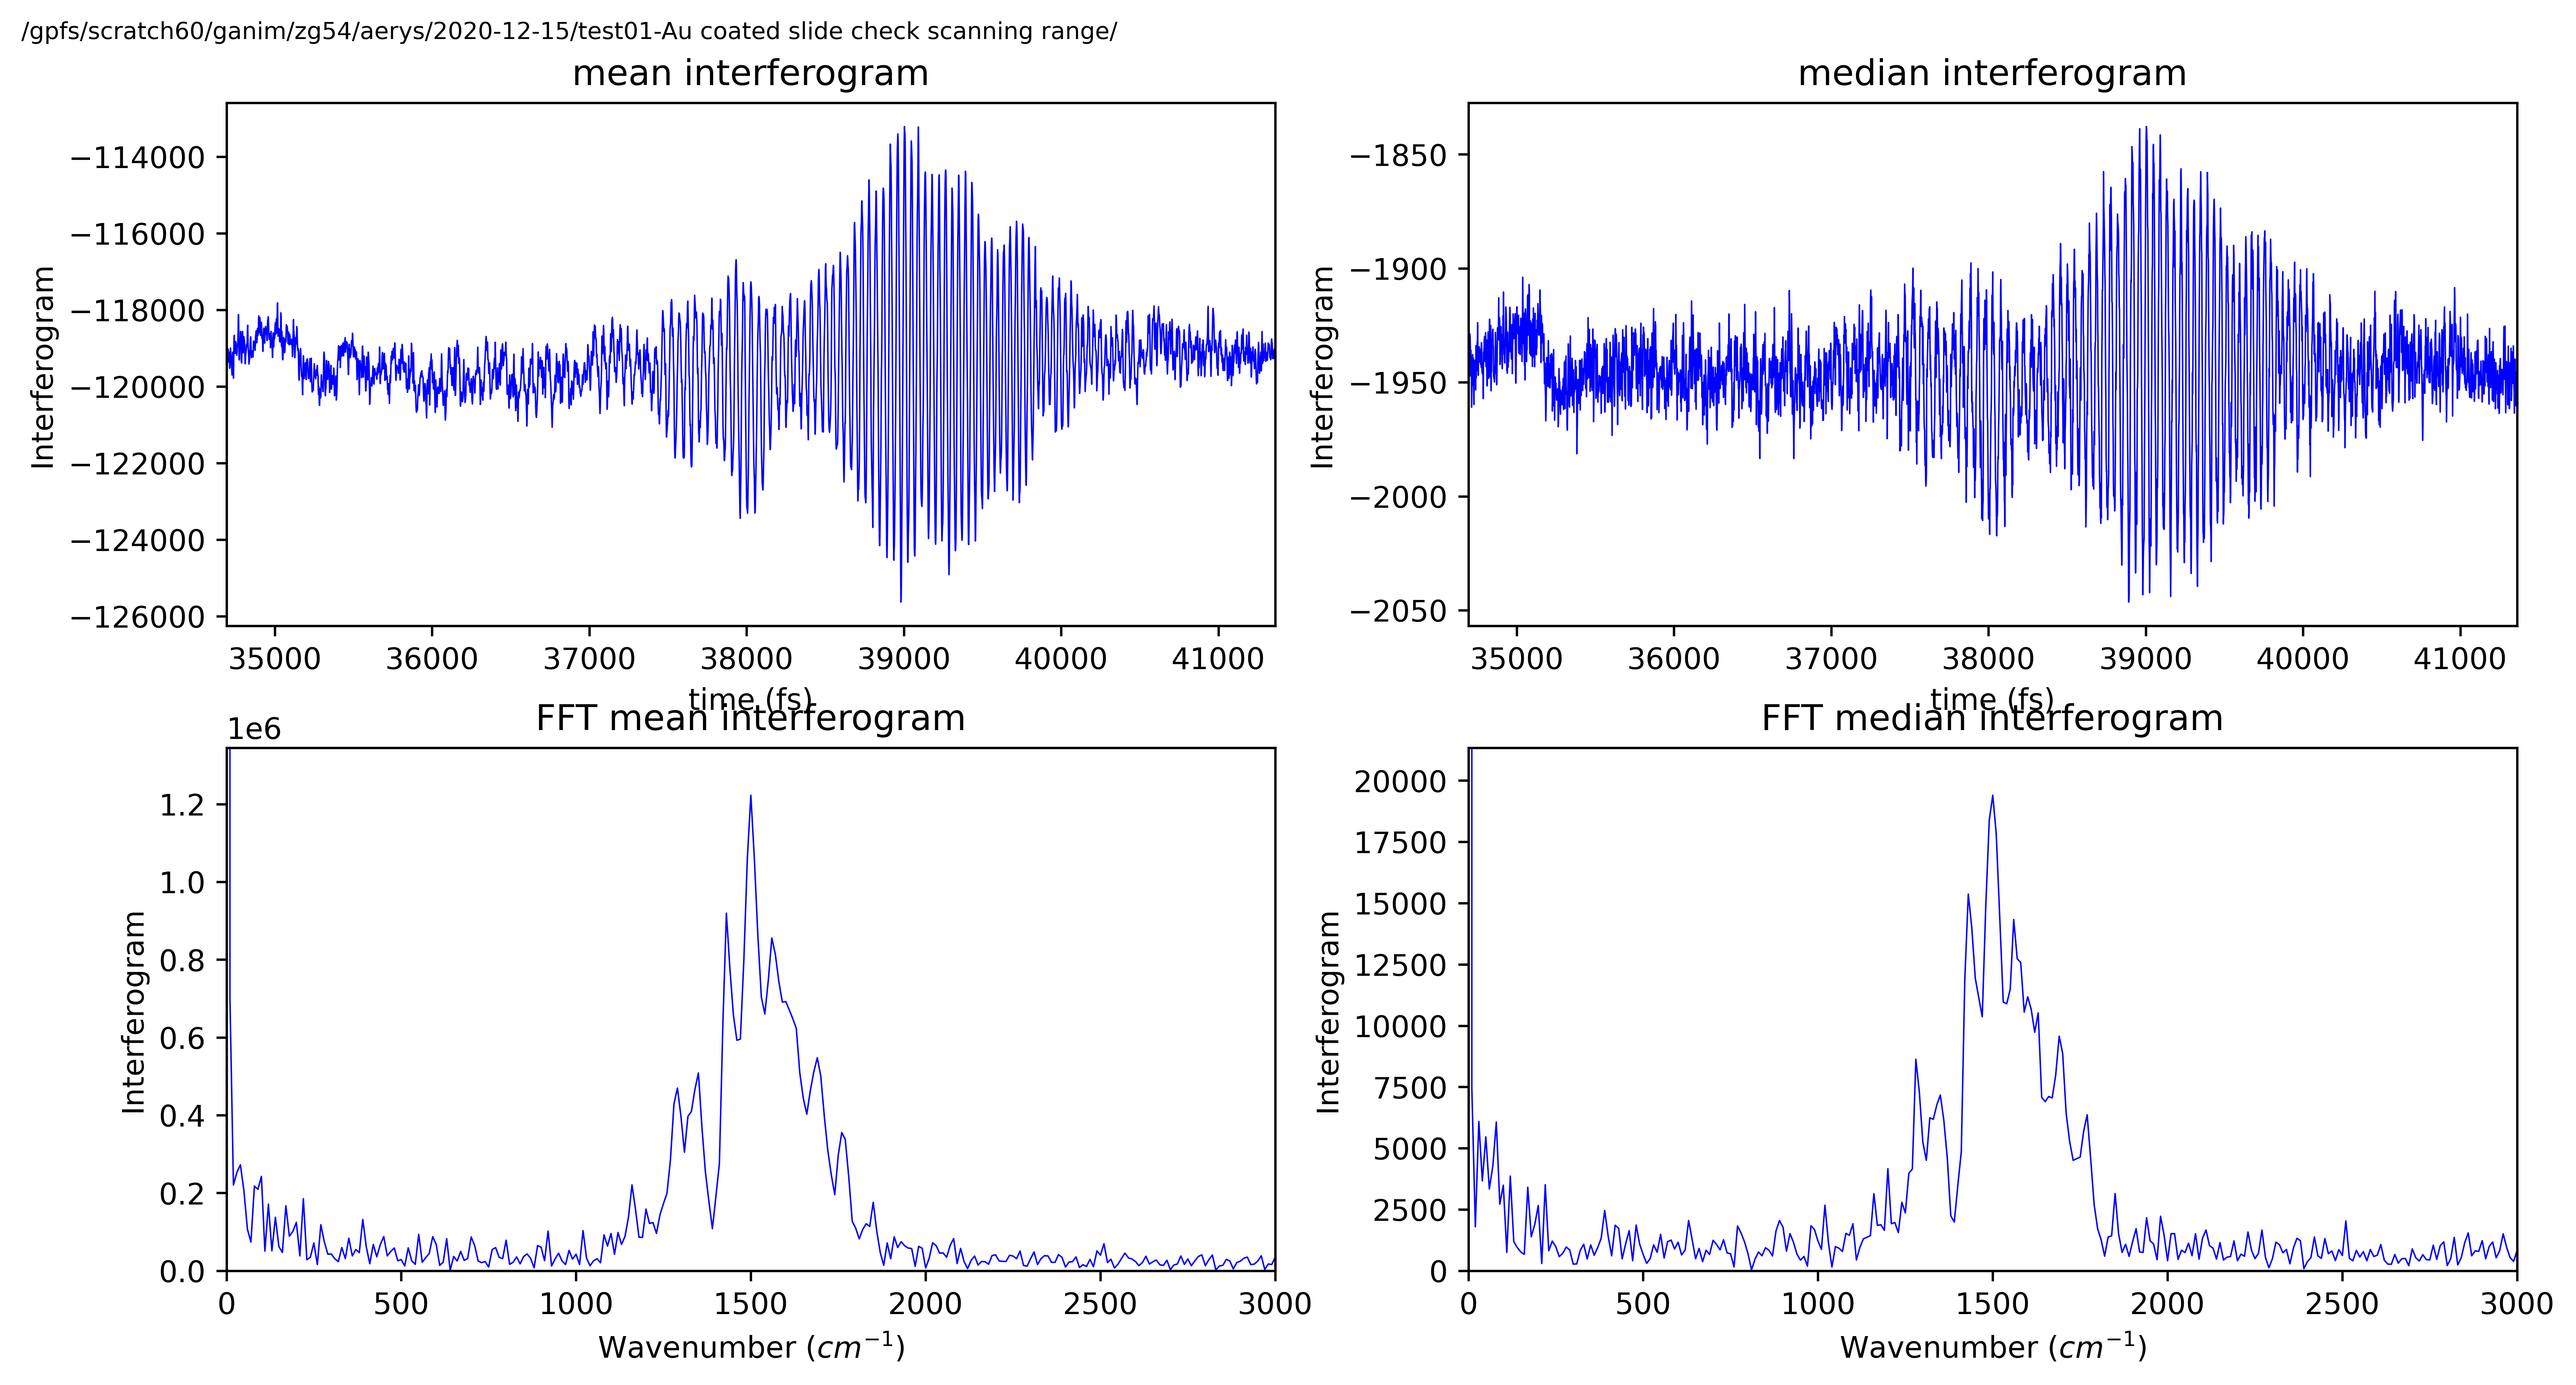 /gpfs/scratch60/ganim/zg54/aerys/2020-12-15/test01-Au coated slide check scanning range/
mean interferogram
Interferogram
−114000
−116000
−118000
−120000
−122000
−124000
−126000
35000 36000 37000 38000 39000 40000 41000
time (fs)
median interferogram
Interferogram
−1850
−1900
−1950
−2000
−2050
35000 36000 37000 38000 39000 40000 41000
time (fs)
FFT mean interferogram
1e6
Interferogram
1.2
1.0
0.8
0.6
0.4
0.2
0.0
0 500 1000 1500 2000 2500 3000
Wavenumber (cm⁻¹)
FFT median interferogram
Interferogram
20000
17500
15000
12500
10000
7500
5000
2500
0
0 500 1000 1500 2000 2500 3000
Wavenumber (cm⁻¹)